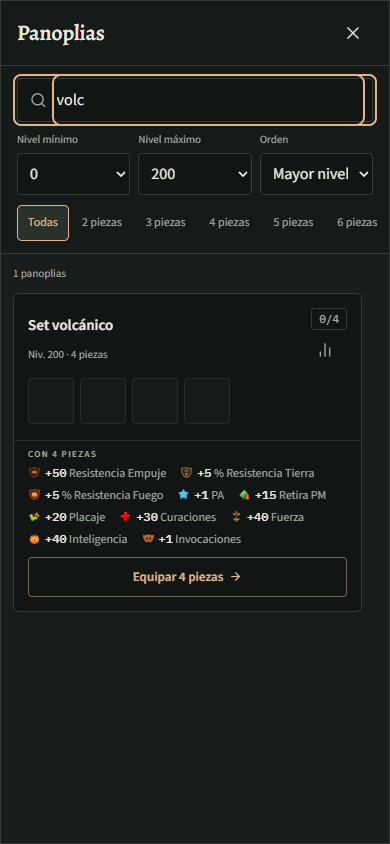 Panoplias
volc
Nivel mínimo Nivel máximo Orden
0 200 Mayor nivel
Todas 2 piezas 3 piezas 4 piezas 5 piezas 6 piezas
1 panoplias
Set volcánico 0/4
Niv. 200 · 4 piezas
CON 4 PIEZAS
+50 Resistencia Empuje +5 % Resistencia Tierra
+5 % Resistencia Fuego +1 PA +15 Retira PM
+20 Placaje +30 Curaciones +40 Fuerza
+40 Inteligencia +1 Invocaciones
Equipar 4 piezas →